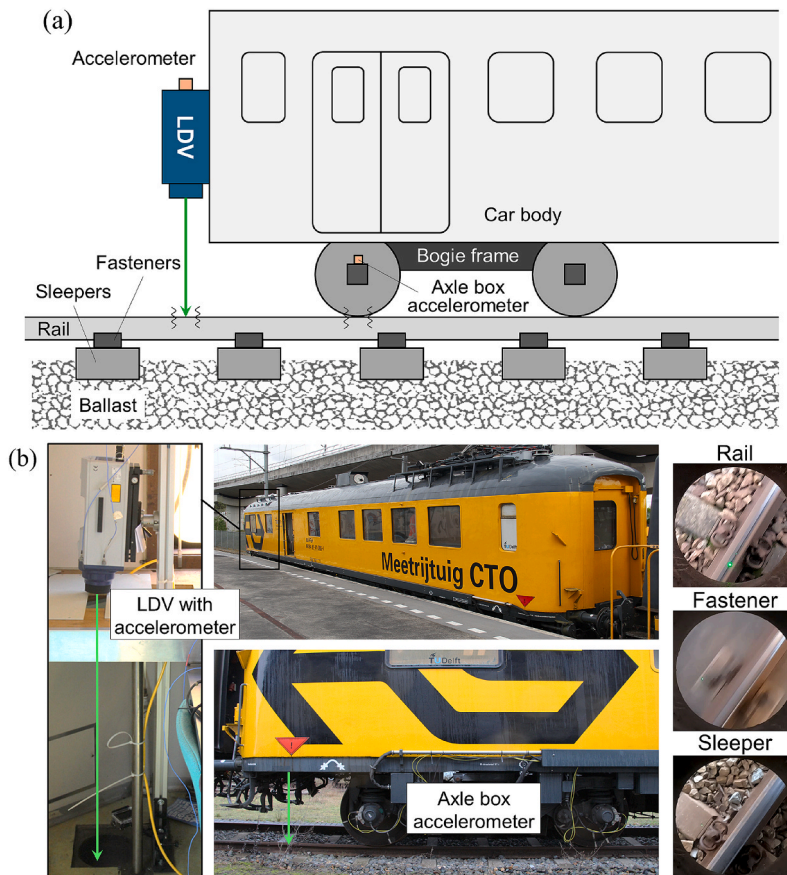 (a)
Accelerometer
LDV
Car body
Bogie frame
Fasteners
Sleepers
Axle box
accelerometer
Rail
Ballast
(b)
Rail
LDV with
accelerometer
Meetrijtuig CTO
Fastener
TU Delft
Sleeper
Axle box
accelerometer